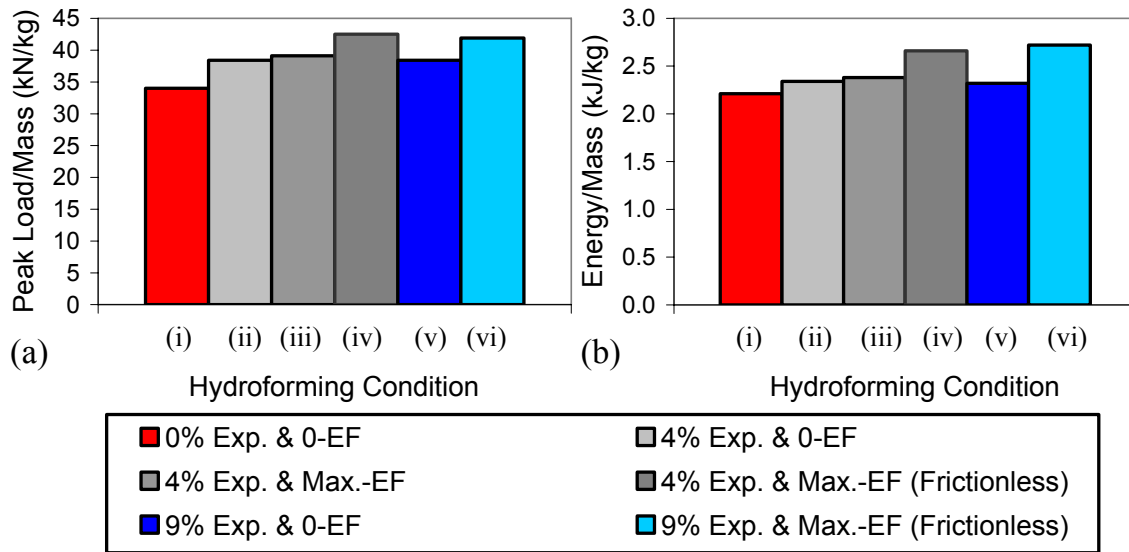 Peak Load/Mass (kN/kg)
45
40
35
30
25
20
15
10
5
0
(i) (ii) (iii) (iv) (v) (vi)
(a)
Hydroforming Condition
Energy/Mass (kJ/kg)
3.0
2.5
2.0
1.5
1.0
0.5
0.0
(i) (ii) (iii) (iv) (v) (vi)
(b)
Hydroforming Condition
0% Exp. & 0-EF
4% Exp. & 0-EF
4% Exp. & Max.-EF
4% Exp. & Max.-EF (Frictionless)
9% Exp. & 0-EF
9% Exp. & Max.-EF (Frictionless)